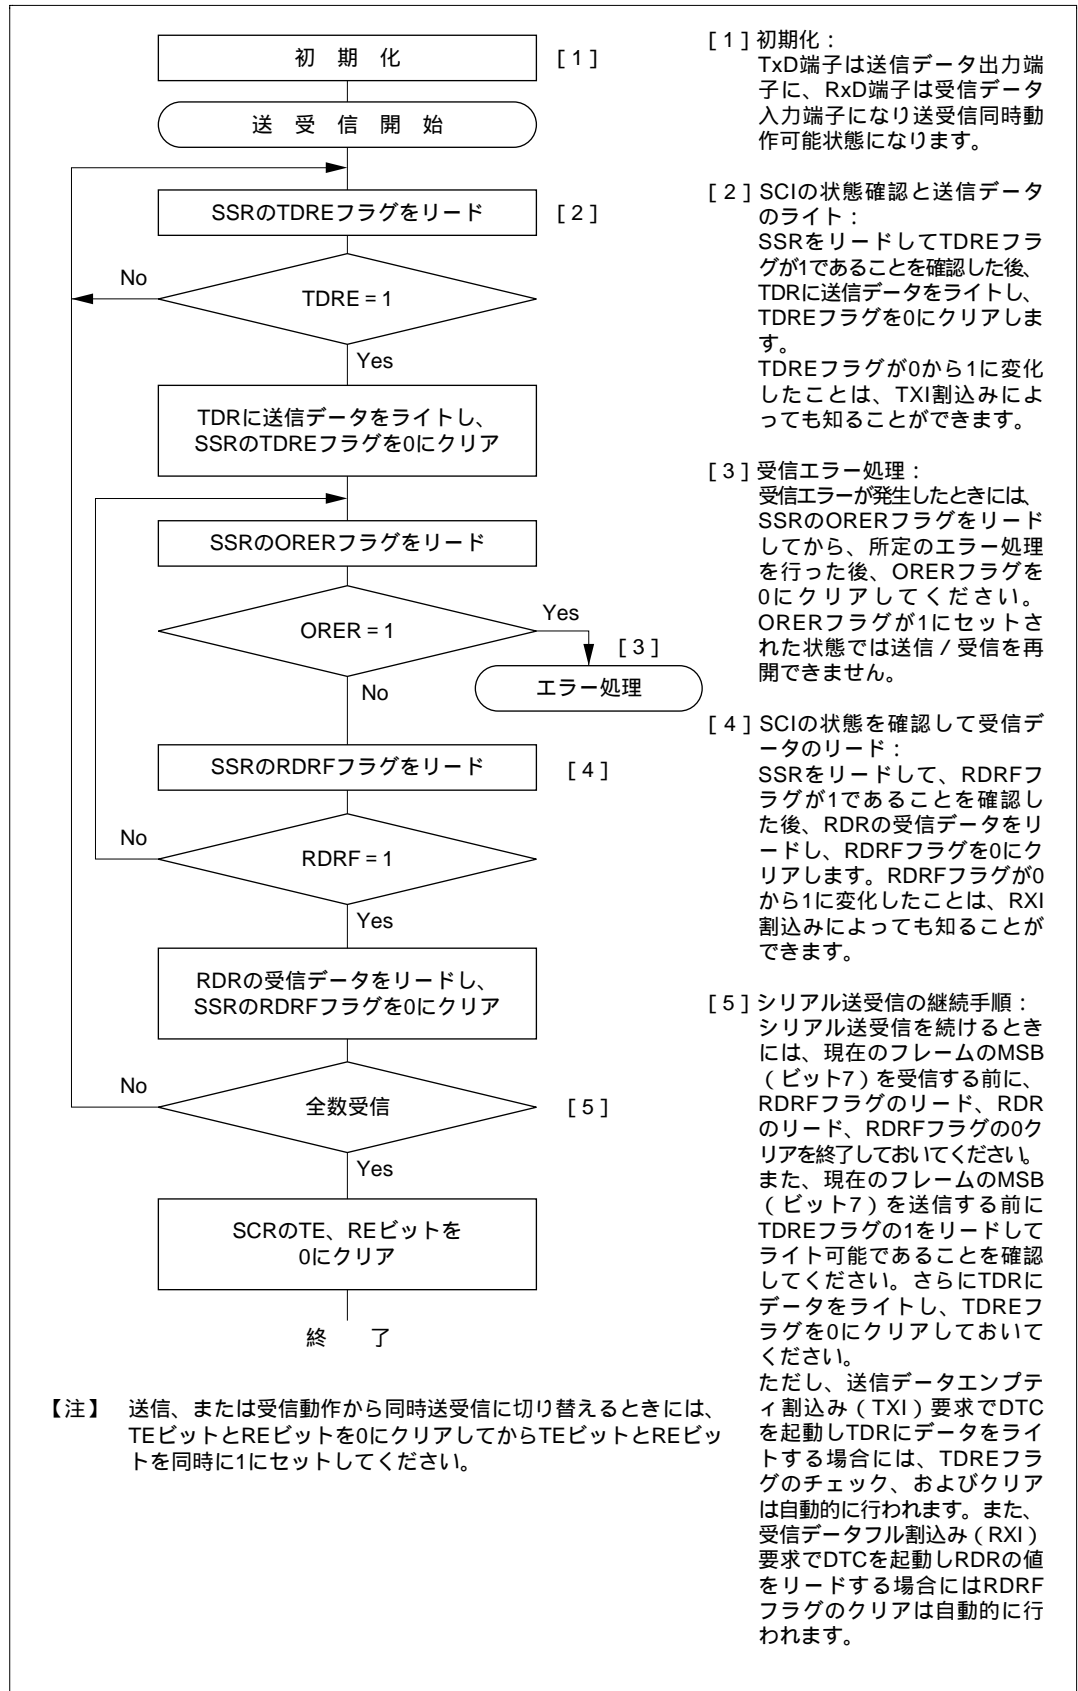 初 期 化 [1]
送 受 信 開 始
SSRのTDREフラグをリード [2]
No
TDRE = 1
Yes
TDRに送信データをライトし、
SSRのTDREフラグを0にクリア
SSRのORERフラグをリード
Yes
ORER = 1
[3]
エラー処理
No
SSRのRDRFフラグをリード [4]
No
RDRF = 1
Yes
RDRの受信データをリードし、
SSRのRDRFフラグを0にクリア
No
全数受信 [5]
Yes
SCRのTE、REビットを
0にクリア
終 了
【注】 送信、または受信動作から同時送受信に切り替えるときには、
TEビットとREビットを0にクリアしてからTEビットとREビッ
トを同時に1にセットしてください。
[1] 初期化：
TxD端子は送信データ出力端
子に、RxD端子は受信データ
入力端子になり送受信同時動
作可能状態になります。
[2] SCIの状態確認と送信データ
のライト：
SSRをリードしてTDREフラ
グが1であることを確認した後、
TDRに送信データをライトし、
TDREフラグを0にクリアしま
す。
TDREフラグが0から1に変化
したことは、TXI割込みによ
っても知ることができます。
[3] 受信エラー処理：
受信エラーが発生したときには、
SSRのORERフラグをリード
してから、所定のエラー処理
を行った後、ORERフラグを
0にクリアしてください。
ORERフラグが1にセットさ
れた状態では送信／受信を再
開できません。
[4] SCIの状態を確認して受信デ
ータのリード：
SSRをリードして、RDRFフ
ラグが1であることを確認し
た後、RDRの受信データをリ
ードし、RDRFフラグを0にク
リアします。RDRFフラグが0
から1に変化したことは、RXI
割込みによっても知ることが
できます。
[5] シリアル送受信の継続手順：
シリアル送受信を続けるとき
には、現在のフレームのMSB
（ビット7）を受信する前に、
RDRFフラグのリード、RDR
のリード、RDRFフラグの0ク
リアを終了しておいてください。
また、現在のフレームのMSB
（ビット7）を送信する前に
TDREフラグの1をリードして
ライト可能であることを確認
してください。さらにTDRに
データをライトし、TDREフ
ラグを0にクリアしておいて
ください。
ただし、送信データエンプテ
ィ割込み（TXI）要求でDTC
を起動しTDRにデータをライ
トする場合には、TDREフラ
グのチェック、およびクリア
は自動的に行われます。また、
受信データフル割込み（RXI）
要求でDTCを起動しRDRの値
をリードする場合にはRDRF
フラグのクリアは自動的に行
われます。